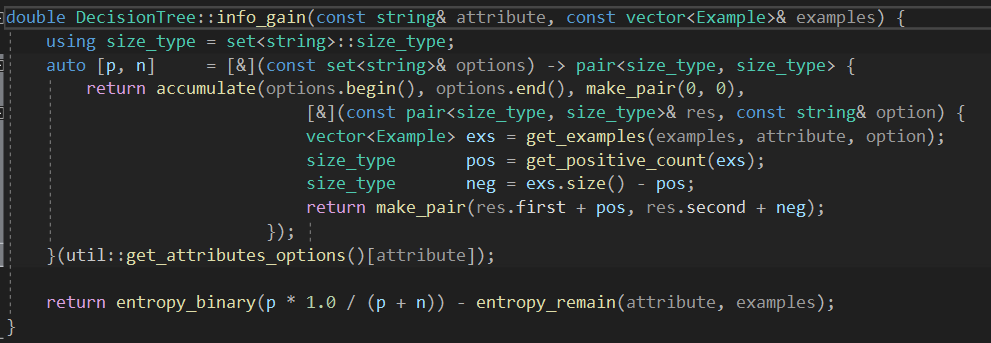 double DecisionTree::info_gain(const string& attribute, const vector<Example>& examples) {
    using size_type = set<string>::size_type;
    auto [p, n]     = [&](const set<string>& options) -> pair<size_type, size_type> {
        return accumulate(options.begin(), options.end(), make_pair(0, 0),
                              [&](const pair<size_type, size_type>& res, const string& option) {
                              vector<Example> exs = get_examples(examples, attribute, option);
                              size_type       pos = get_positive_count(exs);
                              size_type       neg = exs.size() - pos;
                              return make_pair(res.first + pos, res.second + neg);
                          });
    }(util::get_attributes_options()[attribute]);
    return entropy_binary(p * 1.0 / (p + n)) - entropy_remain(attribute, examples);
}